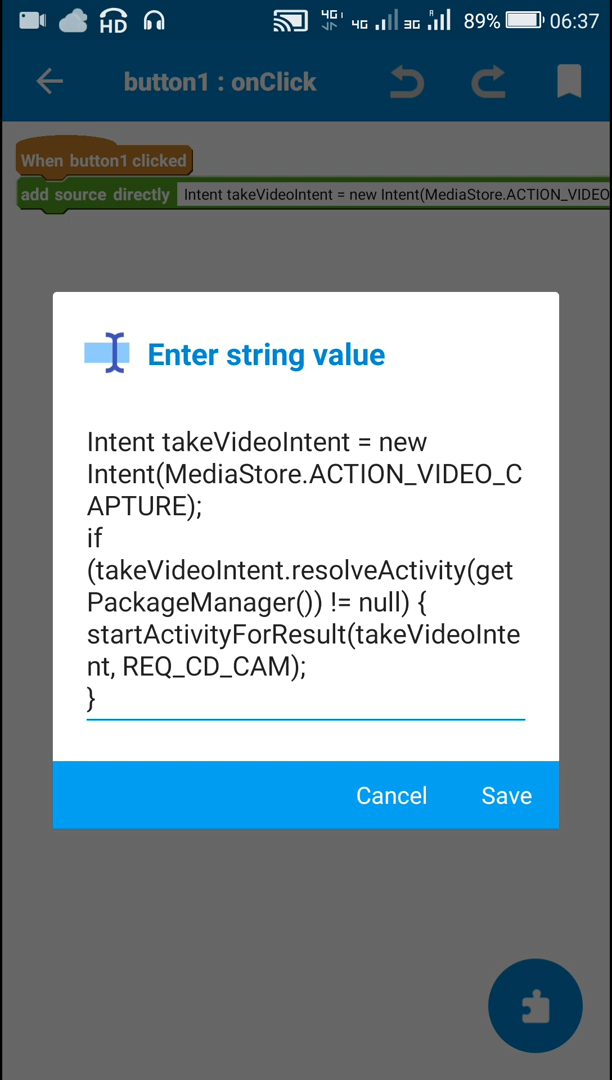 HD 4G 4G 3G R 89% 06:37
button1 : onClick
When button1 clicked
add source directly Intent takeVideoIntent = new Intent(MediaStore.ACTION_VIDEO
Enter string value
Intent takeVideoIntent = new
Intent(MediaStore.ACTION_VIDEO_C
APTURE);
if
(takeVideoIntent.resolveActivity(get
PackageManager()) != null) {
startActivityForResult(takeVideoInte
nt, REQ_CD_CAM);
}
Cancel Save